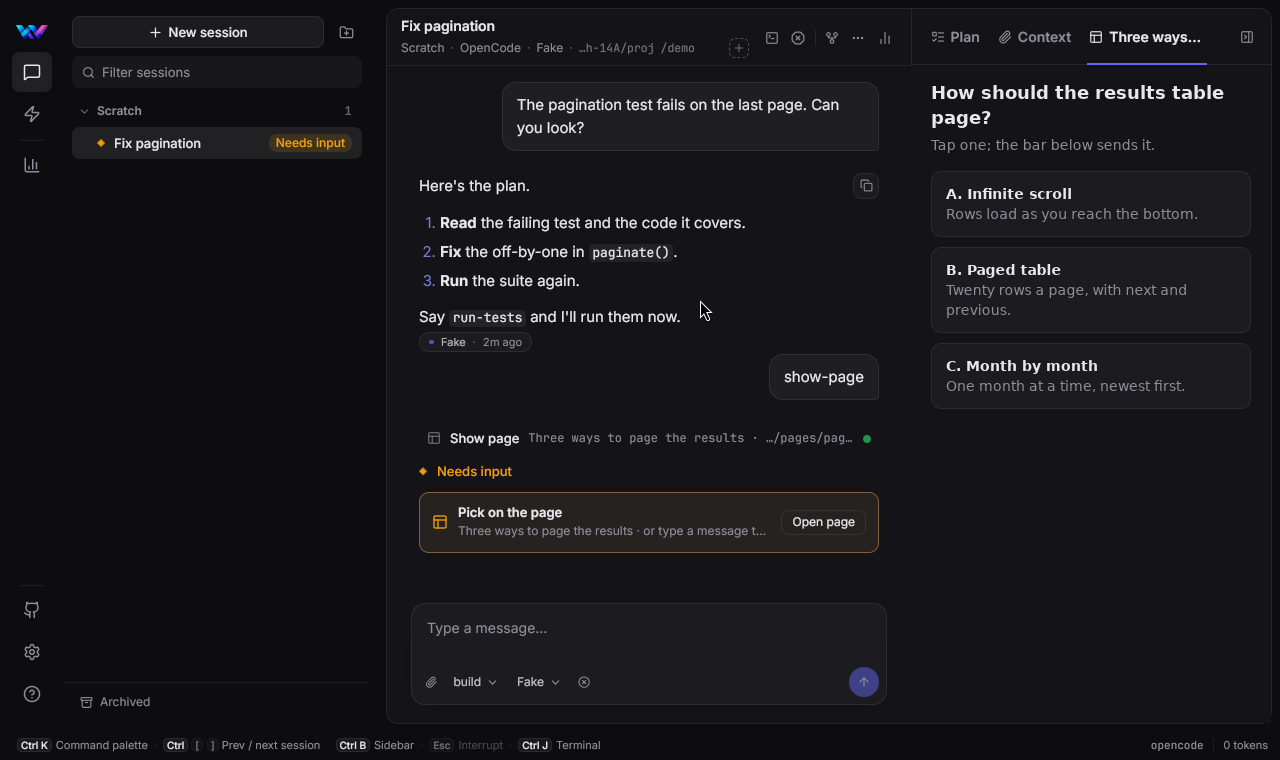 New session
Filter sessions
Scratch 1
Fix pagination Needs input
Archived
Fix pagination
Scratch · OpenCode · Fake · …h-14A/proj /demo
The pagination test fails on the last page. Can
you look?
Here's the plan.
1. Read the failing test and the code it covers.
2. Fix the off-by-one in paginate().
3. Run the suite again.
Say run-tests and I'll run them now.
Fake · 2m ago
show-page
Show page Three ways to page the results · …/pages/pag…
Needs input
Pick on the page
Three ways to page the results · or type a message t…
Open page
Type a message...
build Fake
Plan Context Three ways...
How should the results table
page?
Tap one; the bar below sends it.
A. Infinite scroll
Rows load as you reach the bottom.
B. Paged table
Twenty rows a page, with next and
previous.
C. Month by month
One month at a time, newest first.
Ctrl K Command palette · Ctrl [ ] Prev / next session · Ctrl B Sidebar · Esc Interrupt · Ctrl J Terminal
opencode 0 tokens